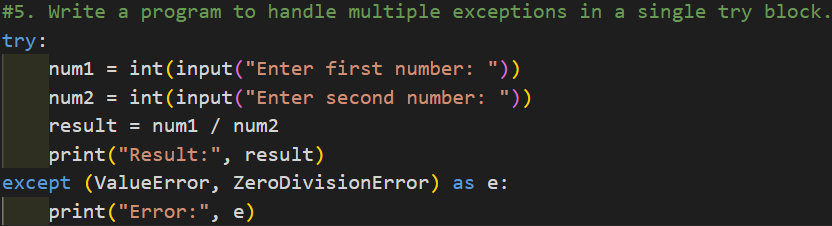 #5. Write a program to handle multiple exceptions in a single try block.
try:
    num1 = int(input("Enter first number: "))
    num2 = int(input("Enter second number: "))
    result = num1 / num2
    print("Result:", result)
except (ValueError, ZeroDivisionError) as e:
    print("Error:", e)